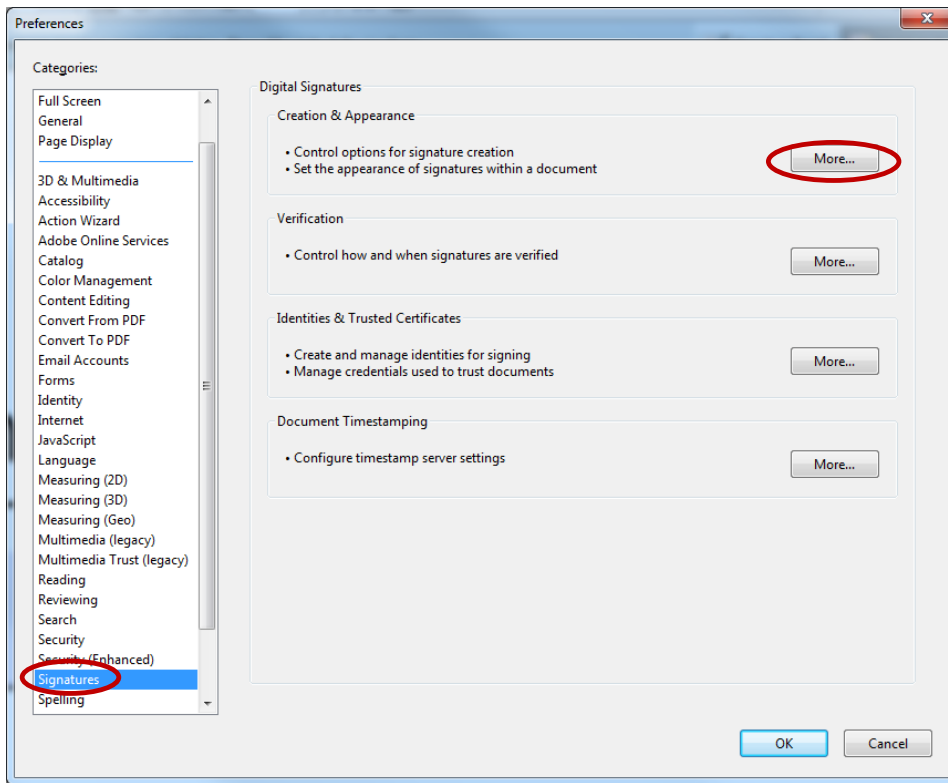 Preferences
Categories:
Full Screen
General
Page Display
3D & Multimedia
Accessibility
Action Wizard
Adobe Online Services
Catalog
Color Management
Content Editing
Convert From PDF
Convert To PDF
Email Accounts
Forms
Identity
Internet
JavaScript
Language
Measuring (2D)
Measuring (3D)
Measuring (Geo)
Multimedia (legacy)
Multimedia Trust (legacy)
Reading
Reviewing
Search
Security
Security (Enhanced)
Signatures
Spelling
Digital Signatures
Creation & Appearance
• Control options for signature creation
• Set the appearance of signatures within a document
More...
Verification
• Control how and when signatures are verified
More...
Identities & Trusted Certificates
• Create and manage identities for signing
• Manage credentials used to trust documents
More...
Document Timestamping
• Configure timestamp server settings
More...
OK
Cancel